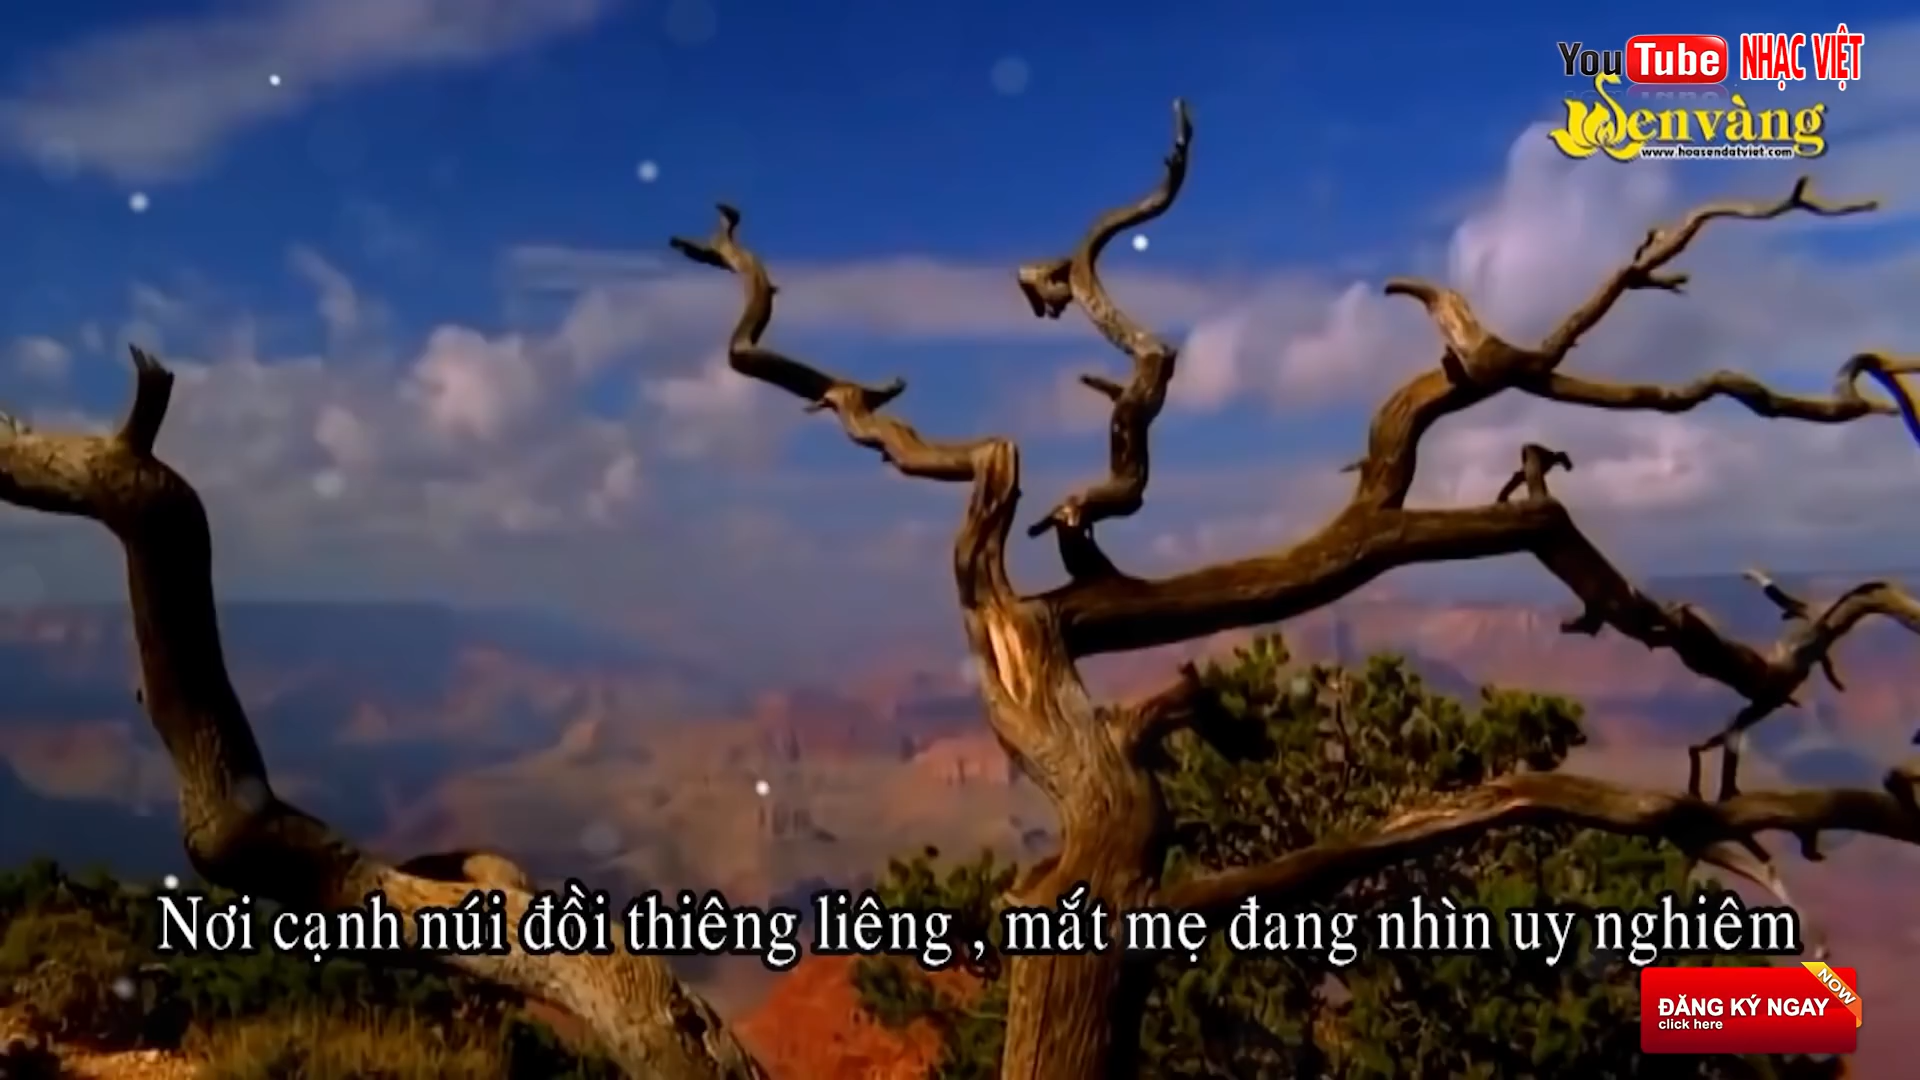 YouTube NHẠC VIỆT
Senvàng
www.hoasendatviet.com
Nơi cạnh núi đồi thiêng liêng , mắt mẹ đang nhìn uy nghiêm
NOW
ĐĂNG KÝ NGAY
click here